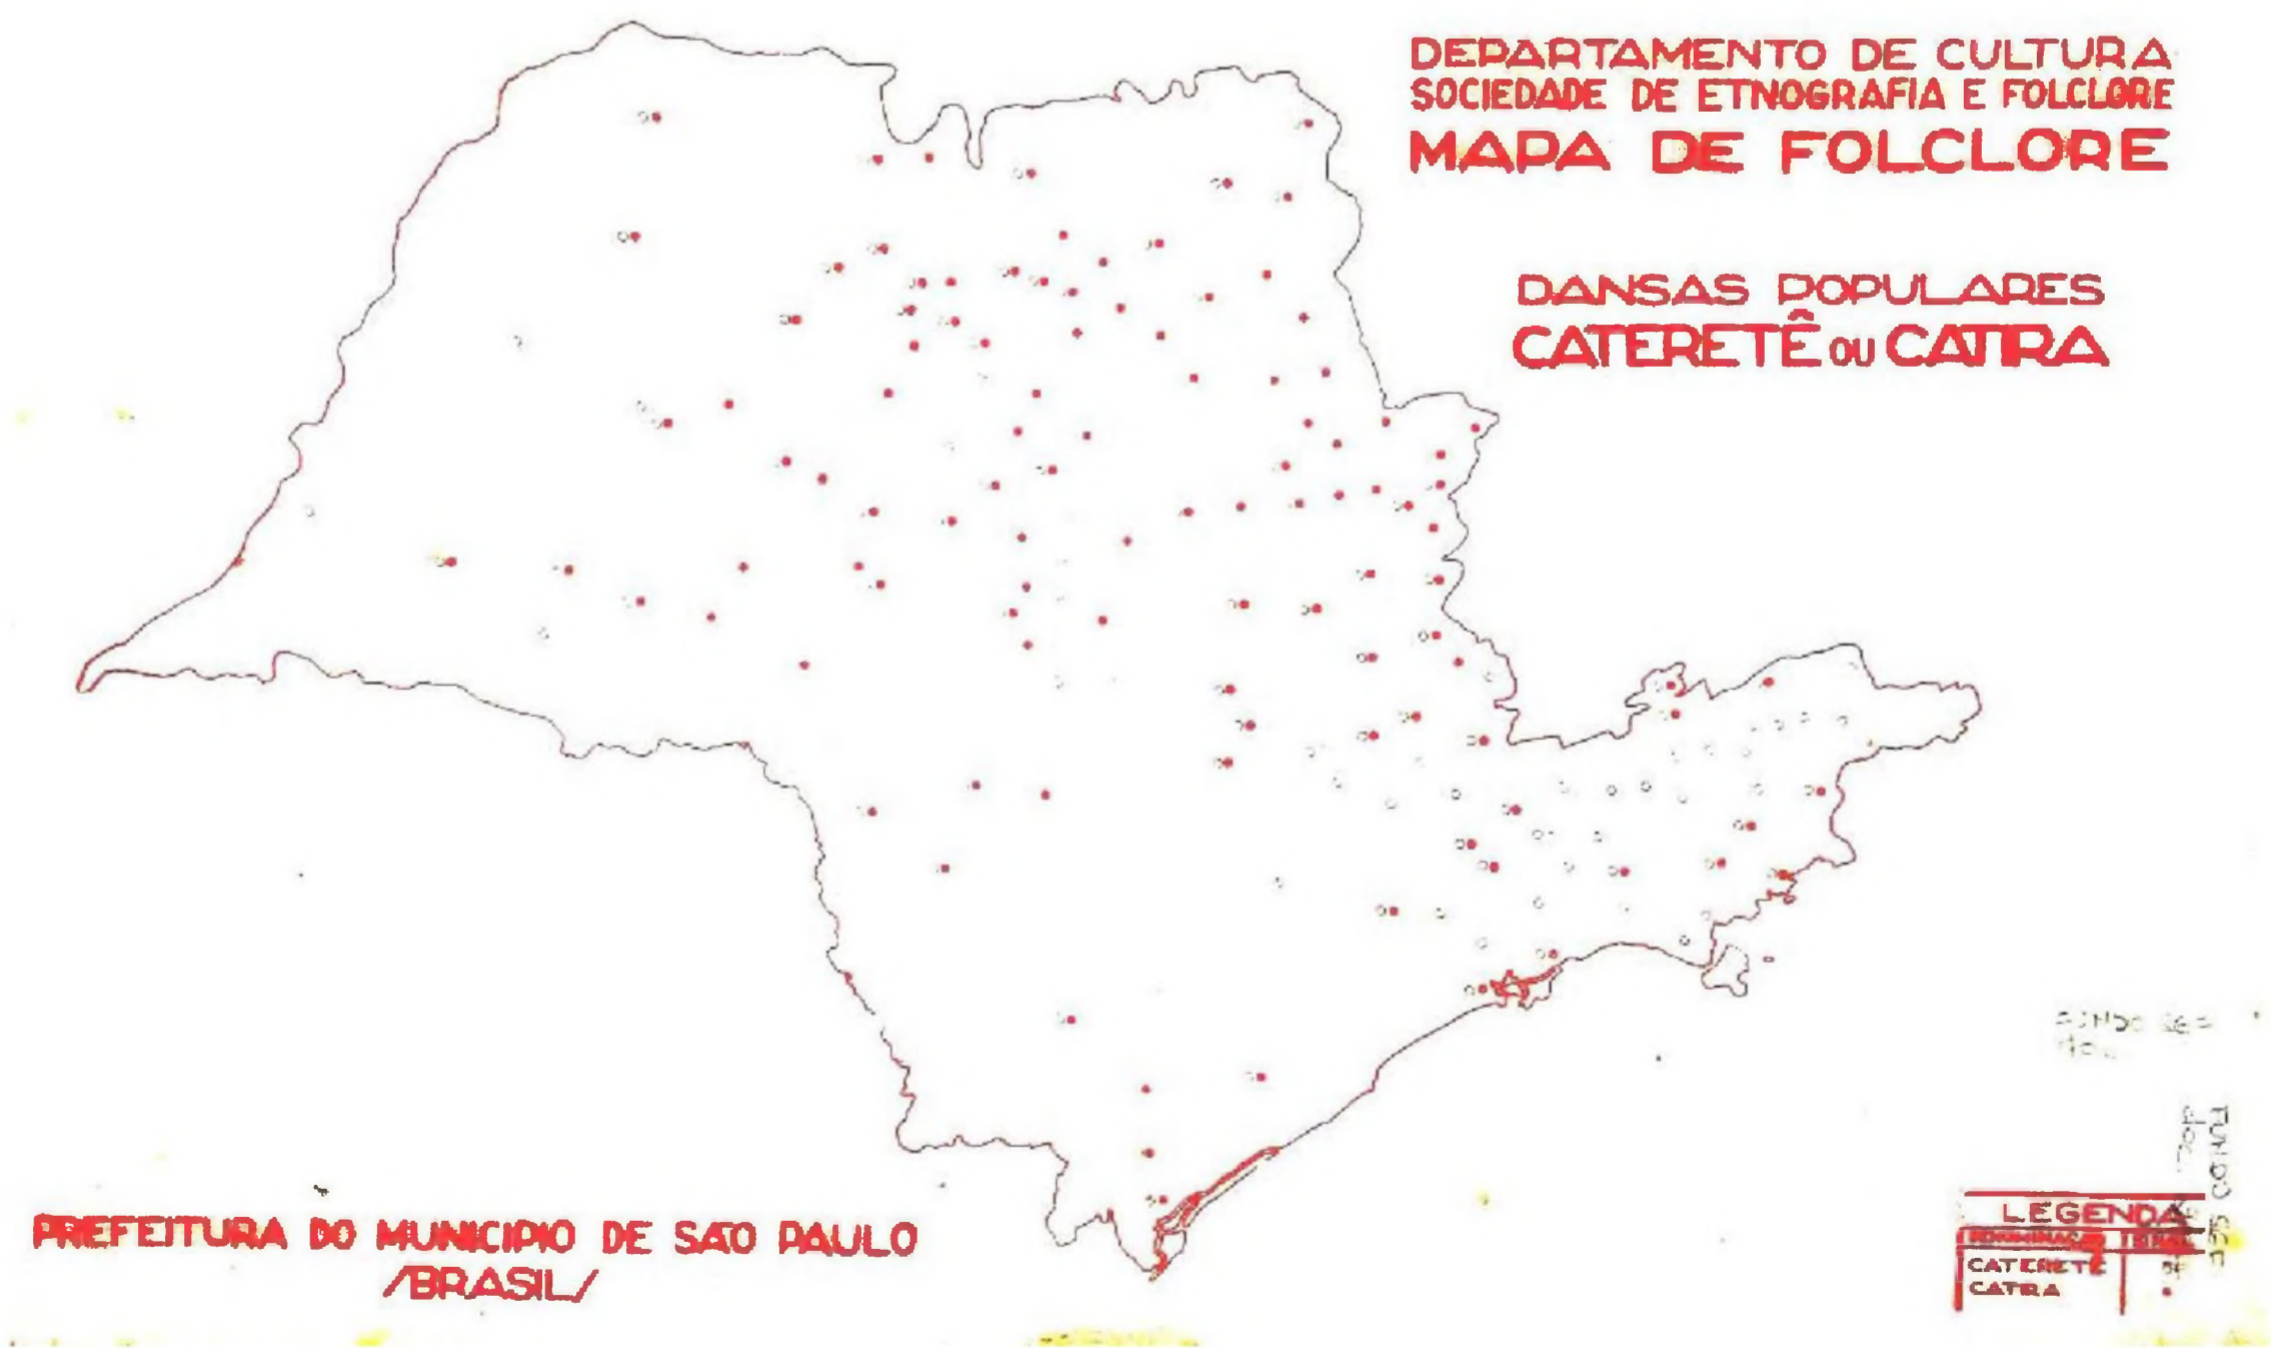 DEPARTAMENTO DE CULTURA
SOCIEDADE DE ETNOGRAFIA E FOLCLORE
MAPA DE FOLCLORE
DANSAS POPULARES
CATERETÊ OU CATIRA
PREFEITURA DO MUNICIPIO DE SAO PAULO
/BRASIL/
LEGENDA
CATERETÊ
CATIRA